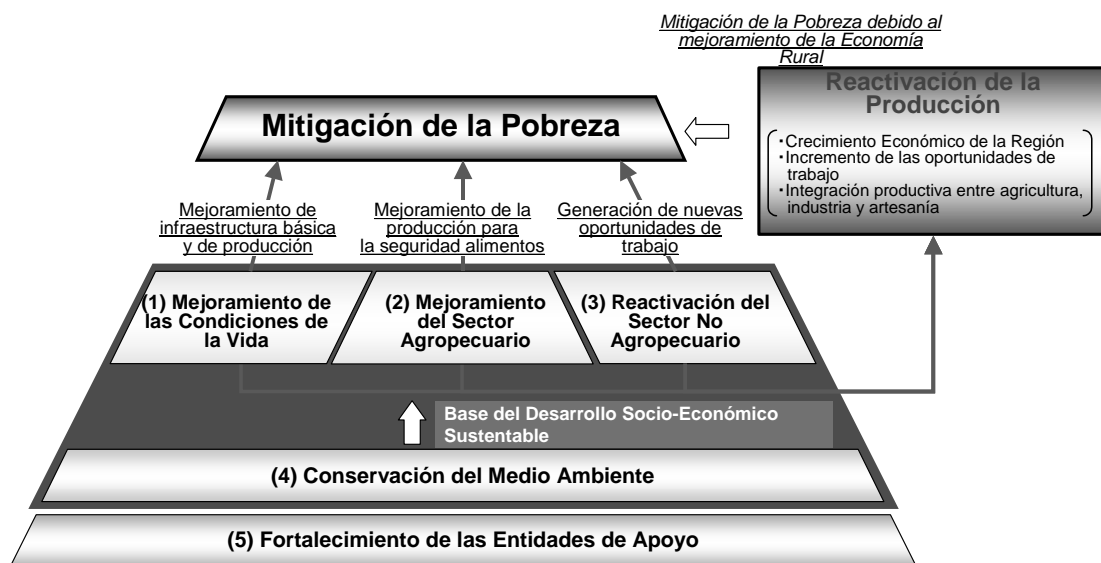 Mitigación de la Pobreza debido al
mejoramiento de la Economía
Rural
Reactivación de la
Producción
・Crecimiento Económico de la Región
・Incremento de las oportunidades de
trabajo
・Integración productiva entre agricultura,
industria y artesanía
Mitigación de la Pobreza
Mejoramiento de
infraestructura básica
y de producción
Mejoramiento de la
producción para
la seguridad alimentos
Generación de nuevas
oportunidades de
trabajo
(1) Mejoramiento de
las Condiciones de
la Vida
(2) Mejoramiento
del Sector
Agropecuario
(3) Reactivación del
Sector No
Agropecuario
Base del Desarrollo Socio-Económico
Sustentable
(4) Conservación del Medio Ambiente
(5) Fortalecimiento de las Entidades de Apoyo